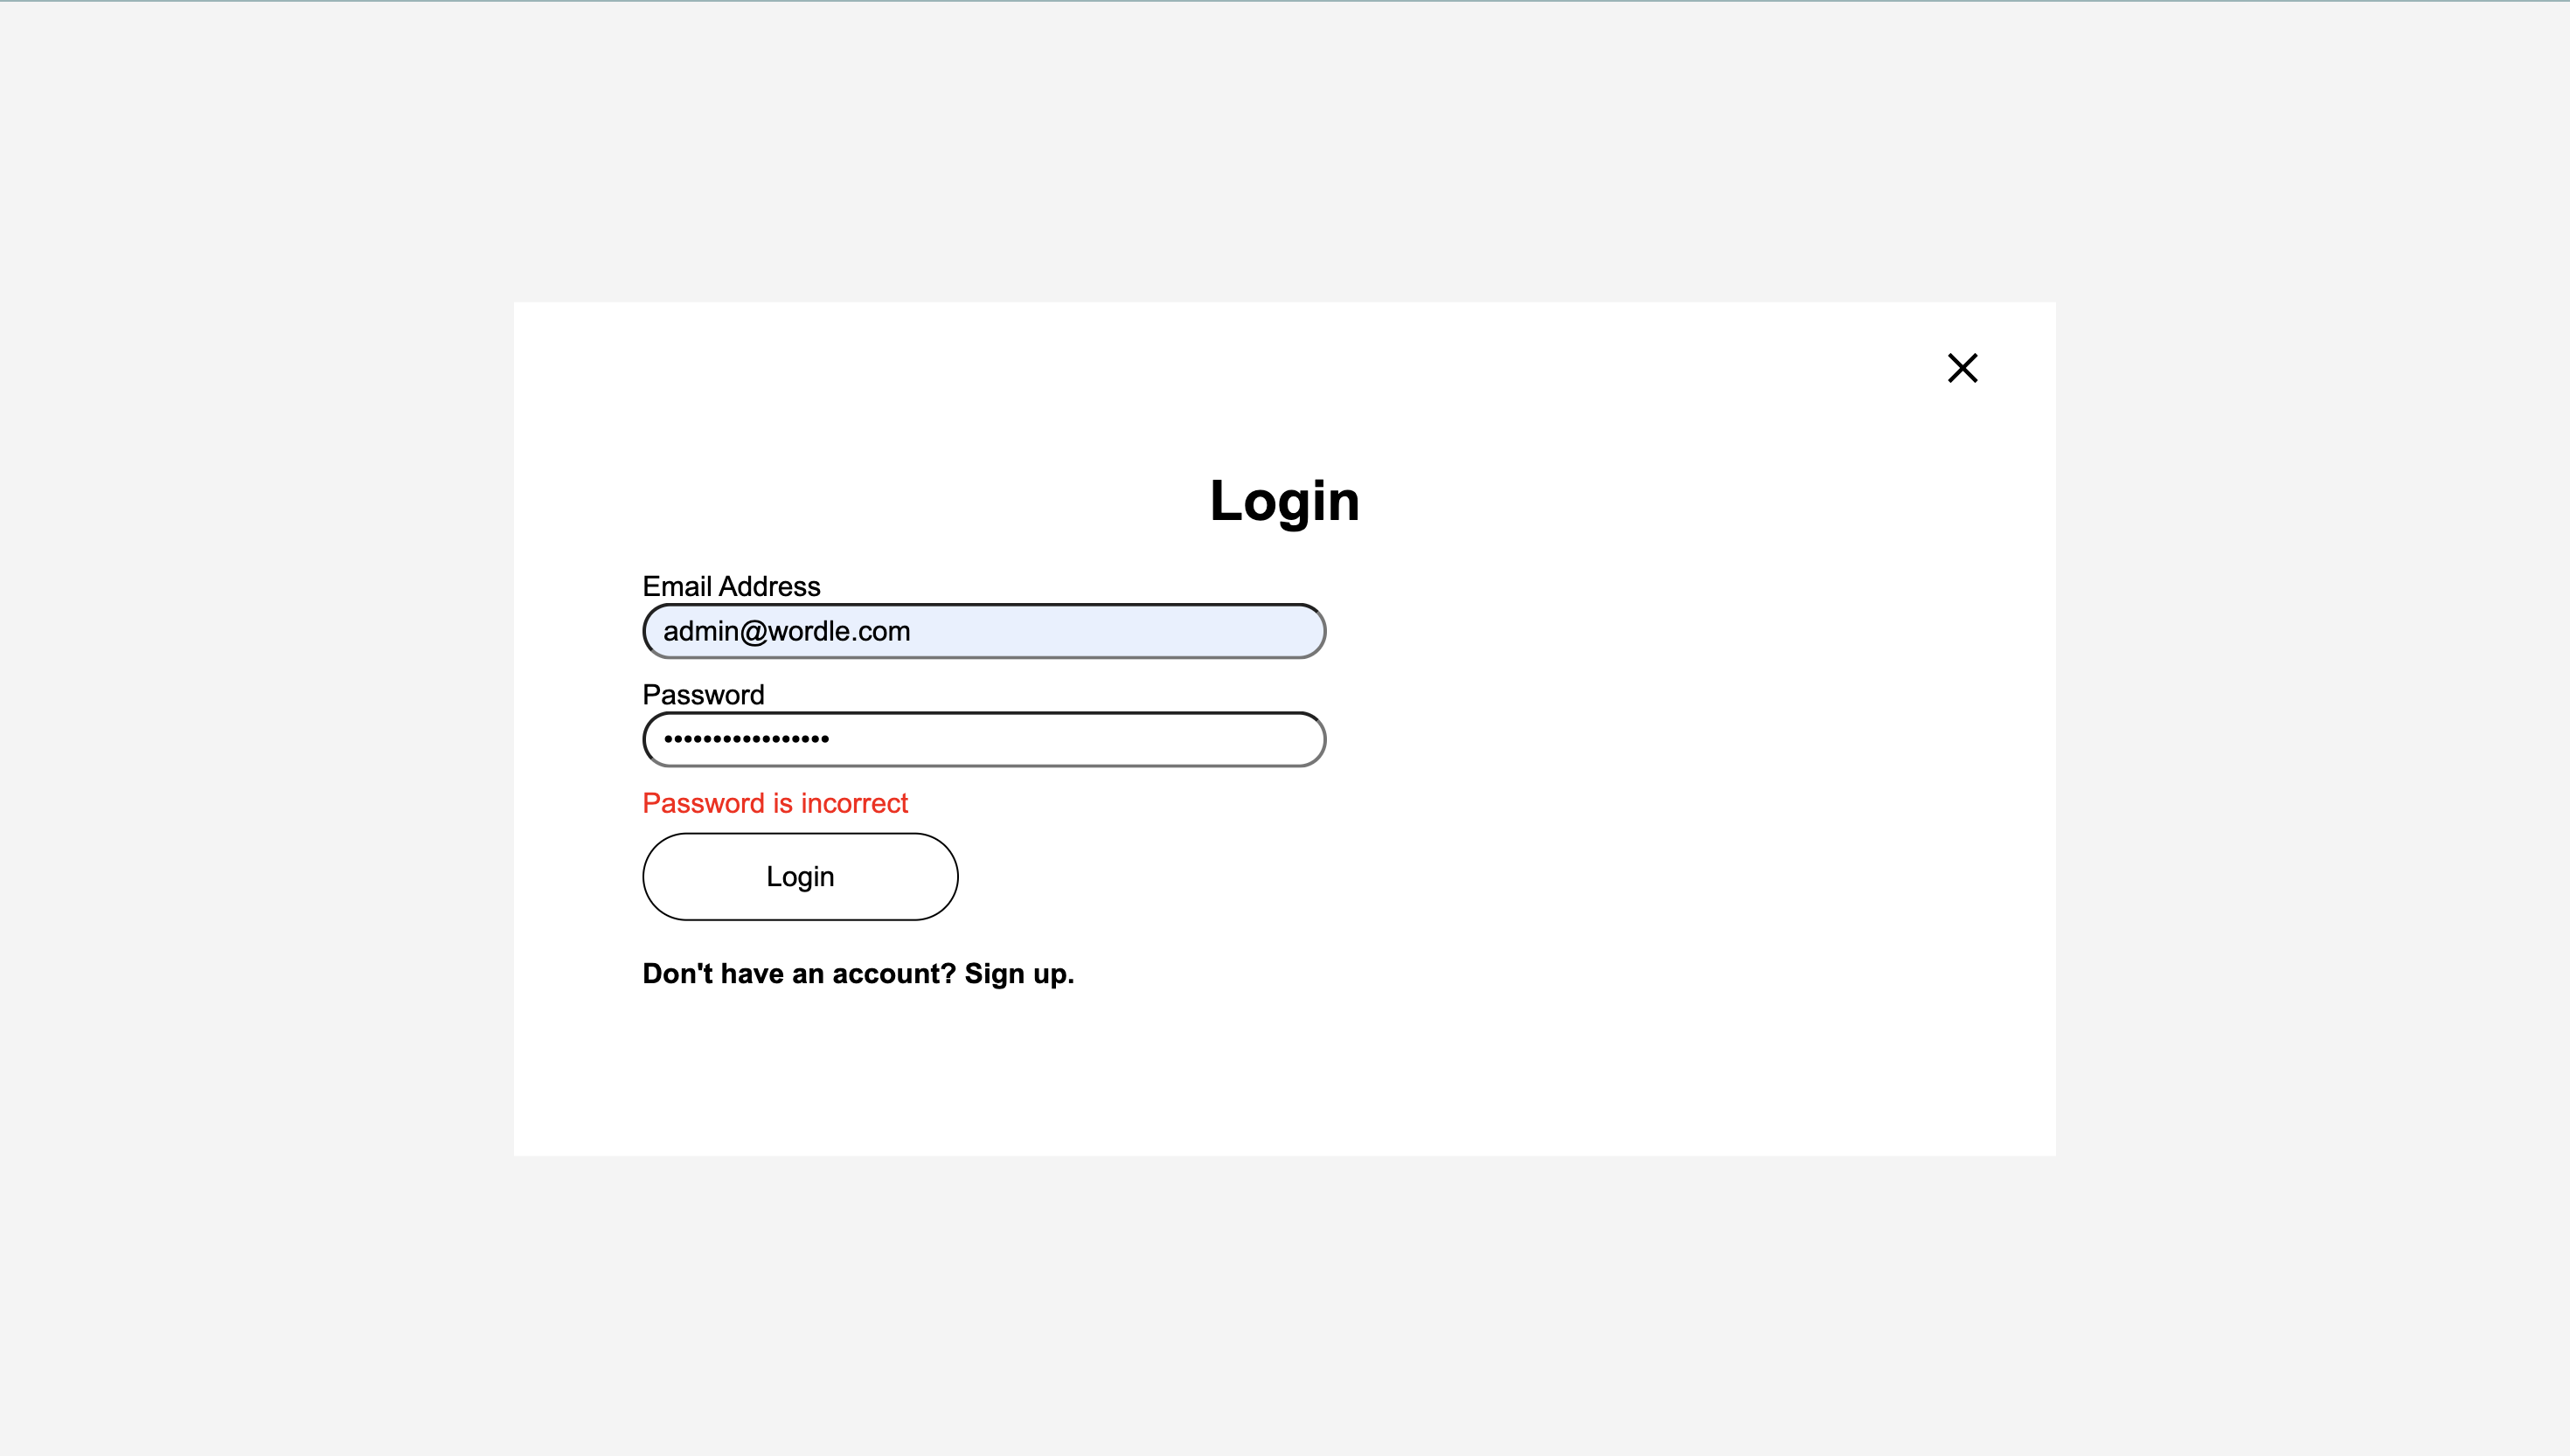 Login
Email Address
admin@wordle.com
Password
•••••••••••••••••
Password is incorrect
Login
Don't have an account? Sign up.